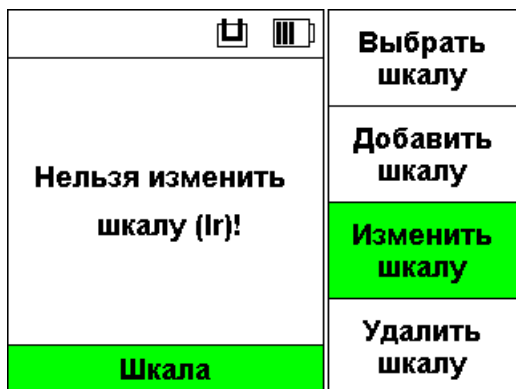 Нельзя изменить
шкалу (Ir)!
Шкала
Выбрать
шкалу
Добавить
шкалу
Изменить
шкалу
Удалить
шкалу